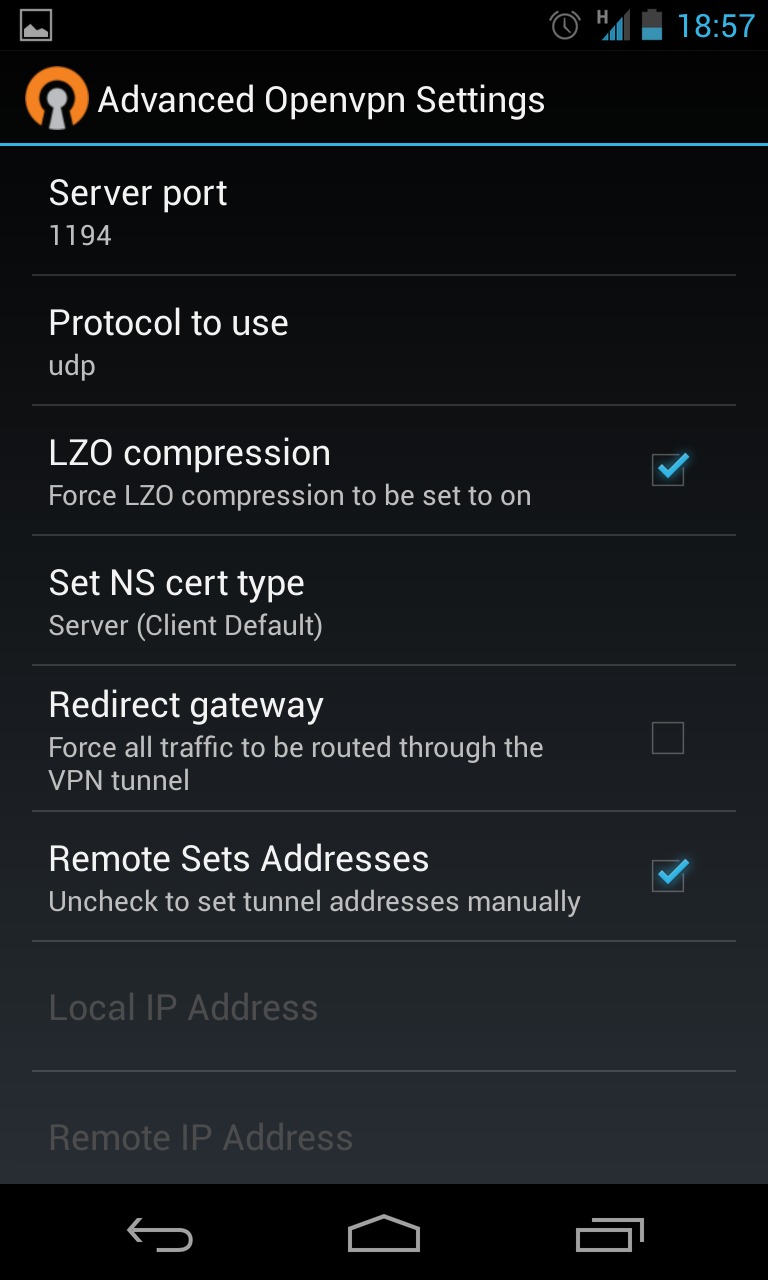 H 18:57
Advanced Openvpn Settings
Server port
1194
Protocol to use
udp
LZO compression
Force LZO compression to be set to on
Set NS cert type
Server (Client Default)
Redirect gateway
Force all traffic to be routed through the
VPN tunnel
Remote Sets Addresses
Uncheck to set tunnel addresses manually
Local IP Address
Remote IP Address